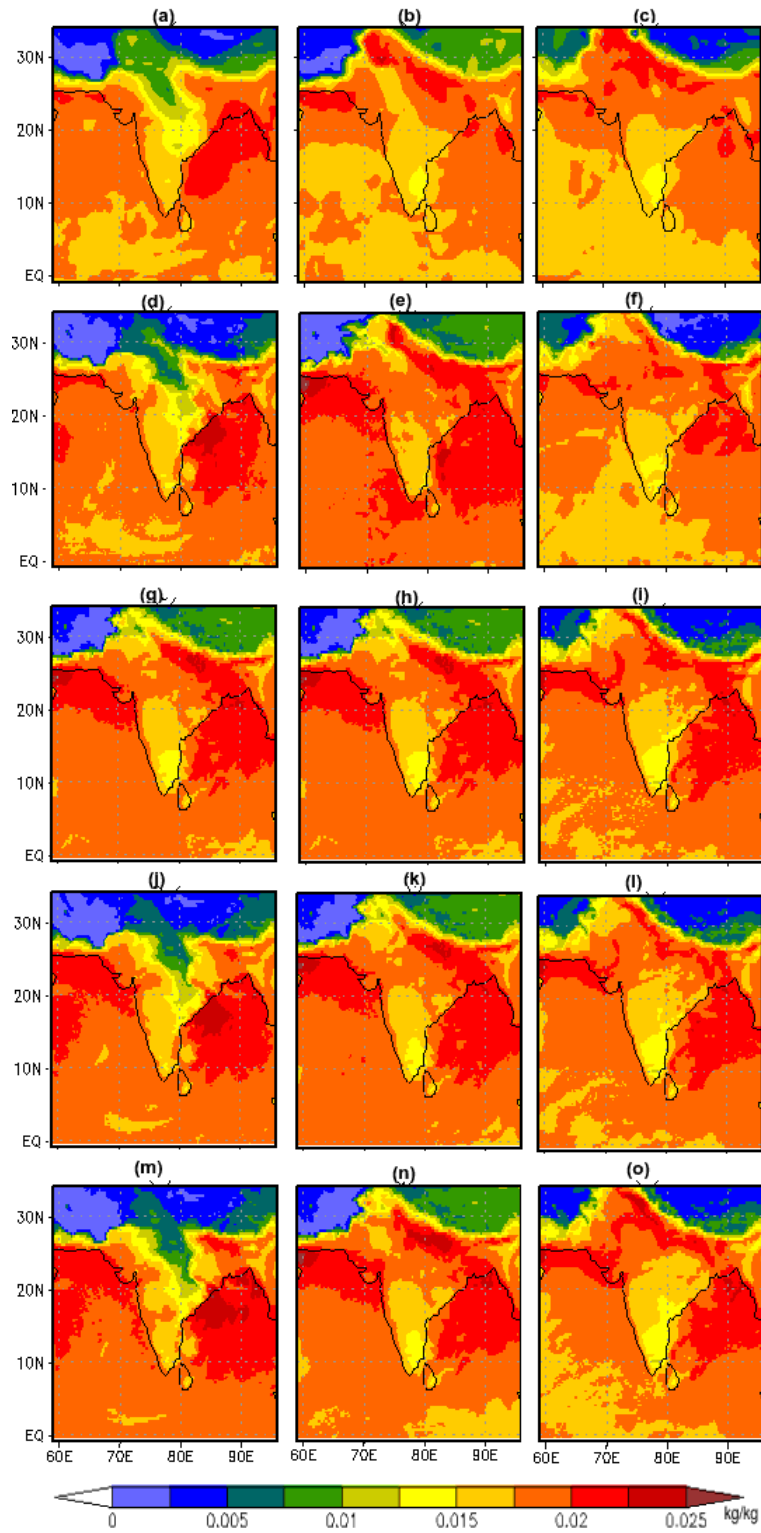 (a) (b) (c)
30N
20N
10N
EQ
(d) (e) (f)
30N -
20N -
10N -
EQ -
(g) (h) (i)
30N
20N
10N
EQ
(j) (k) (l)
30N
20N
10N
EQ
(m) (n) (o)
30N
20N
10N
EQ
60E 70E 80E 90E 60E 70E 80E 90E 60E 70E 80E 90E
0 0.005 0.01 0.015 0.02 0.025 kg/kg